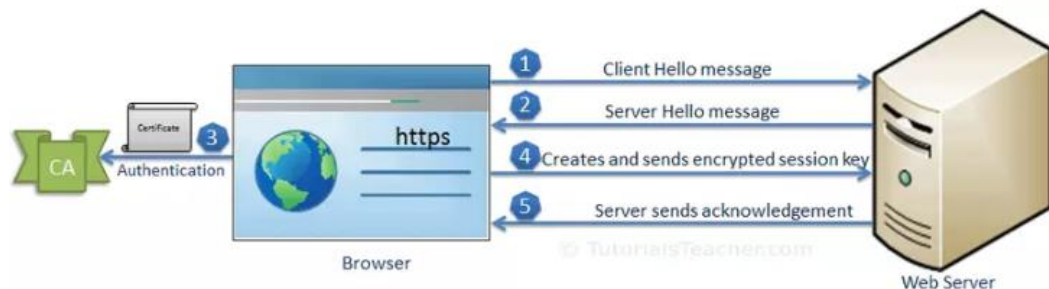 1
Client Hello message
2
Server Hello message
https
Certificate
3
CA
Authentication
4
Creates and sends encrypted session key
5
Server sends acknowledgement
© TutorialsTeacher.com
Browser
Web Server